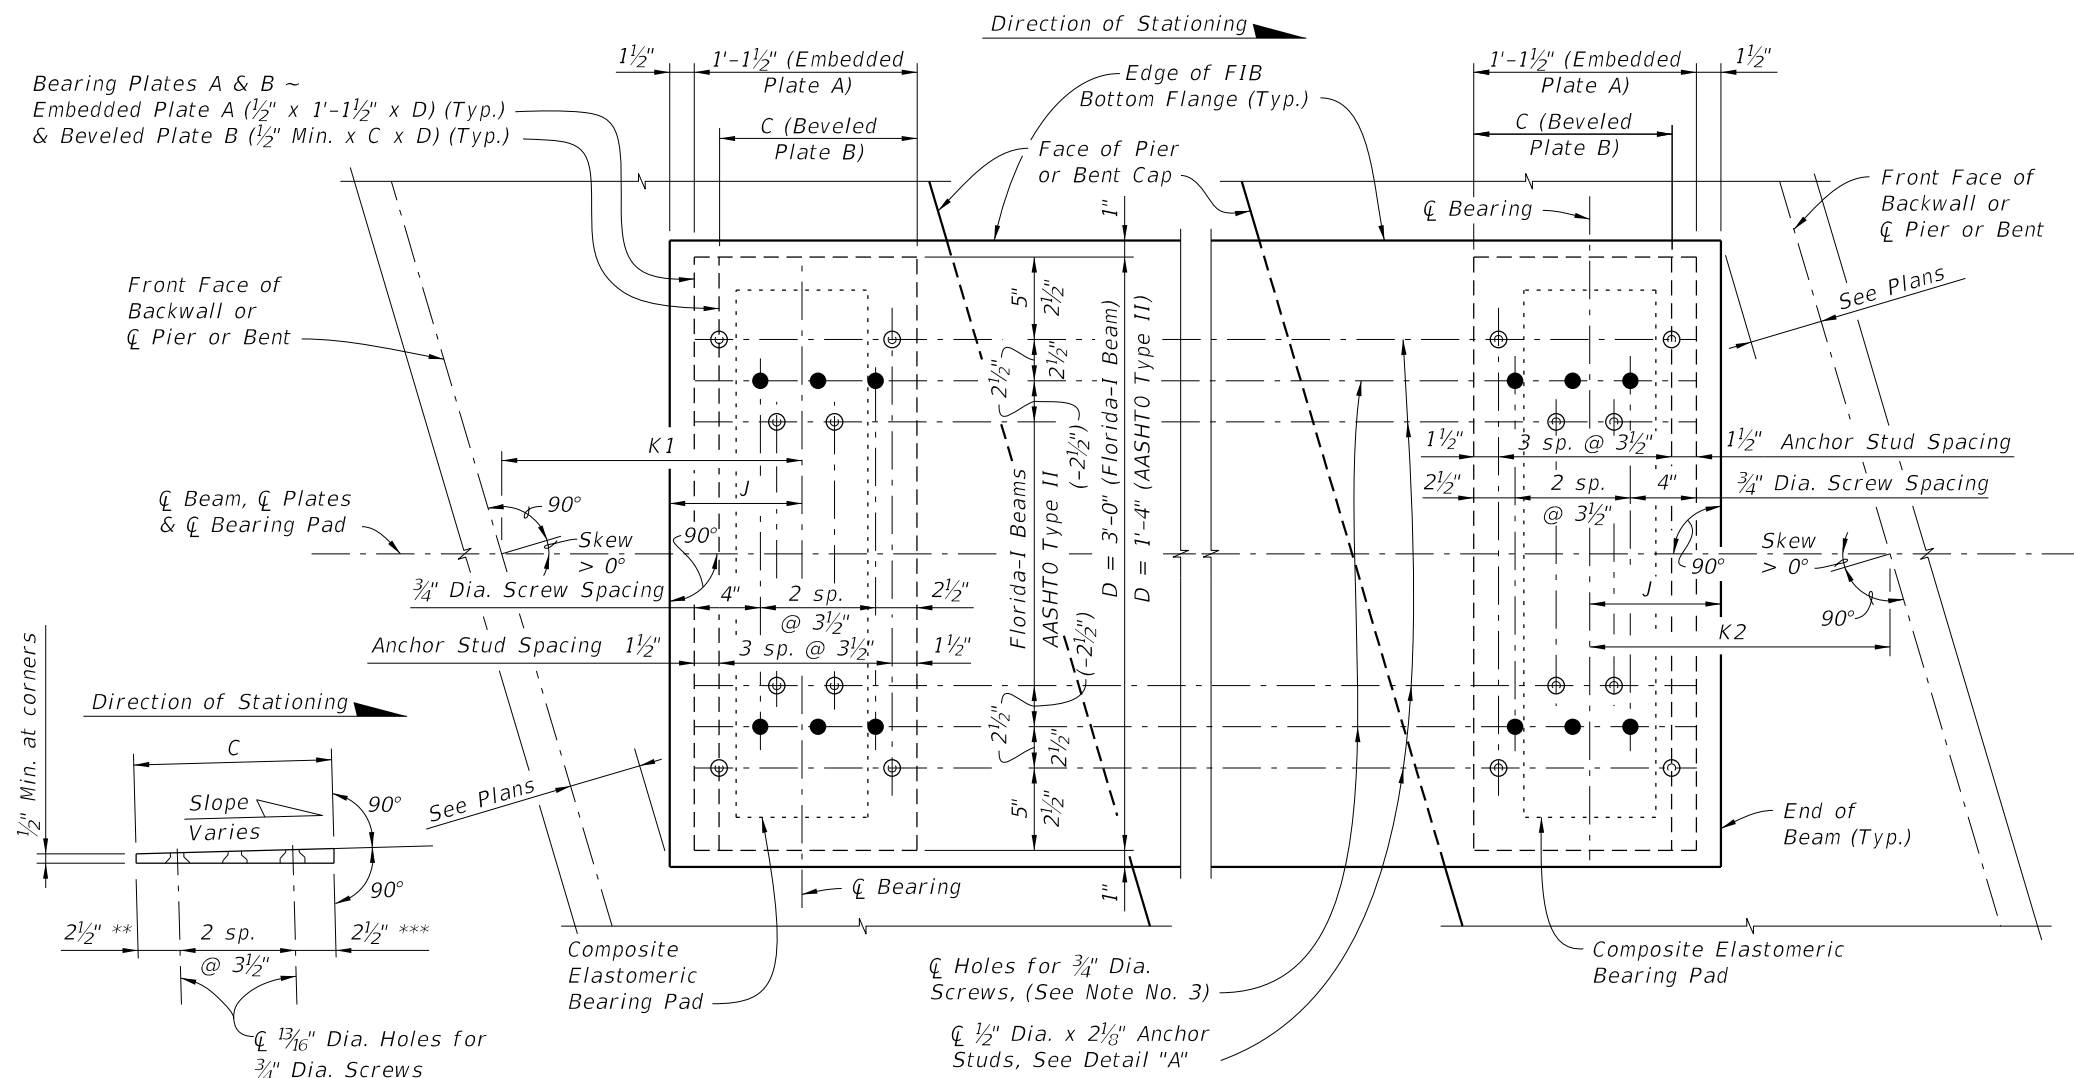 Direction of Stationing
1½"
1'-1½" (Embedded
Plate A)
Edge of FIB
Bottom Flange (Typ.)
1'-1½" (Embedded
Plate A)
1½"
Bearing Plates A & B ~
Embedded Plate A (½" x 1'-1½" x D) (Typ.)
& Beveled Plate B (½" Min. x C x D) (Typ.)
C (Beveled
Plate B)
C (Beveled
Plate B)
Face of Pier
or Bent Cap
1"
℄ Bearing
Front Face of
Backwall or
℄ Pier or Bent
Front Face of
Backwall or
℄ Pier or Bent
See Plans
5"
2½"
2½"
2½"
(-2½")
Florida-I Beams
AASHTO Type II
D = 3'-0" (Florida-I Beam)
D = 1'-4" (AASHTO Type II)
(-2½")
2½"
2½"
5"
2½"
1"
K1
J
℄ Beam, ℄ Plates
& ℄ Bearing Pad
90°
Skew
> 0°
90°
¾" Dia. Screw Spacing
4"
2 sp.
@ 3½"
2½"
Anchor Stud Spacing
1½"
3 sp. @ 3½"
1½"
1½"
3 sp. @ 3½"
1½"
Anchor Stud Spacing
2½"
2 sp.
@ 3½"
4"
¾" Dia. Screw Spacing
90°
Skew
> 0°
J
90°
K2
Direction of Stationing
½" Min. at corners
C
Slope
Varies
90°
90°
2½" **
2 sp.
@ 3½"
2½" ***
℄ 13/16" Dia. Holes for
¾" Dia. Screws
See Plans
℄ Bearing
Composite
Elastomeric
Bearing Pad
℄ Holes for ¾" Dia.
Screws, (See Note No. 3)
℄ ½" Dia. x 2⅛" Anchor
Studs, See Detail "A"
End of
Beam (Typ.)
Composite Elastomeric
Bearing Pad